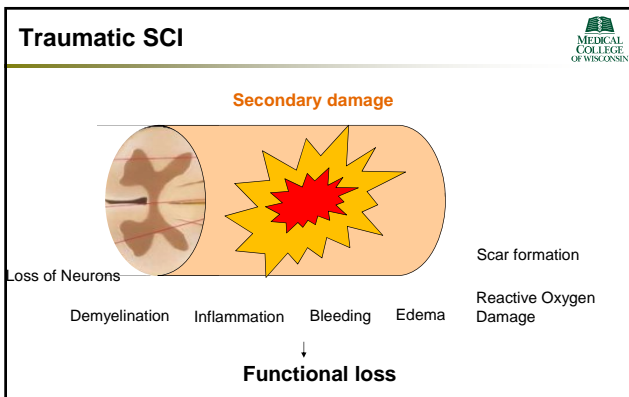 Traumatic SCI
MEDICAL
COLLEGE
OF WISCONSIN
Secondary damage
Scar formation
Loss of Neurons
Reactive Oxygen
Damage
Demyelination Inflammation Bleeding Edema
Functional loss